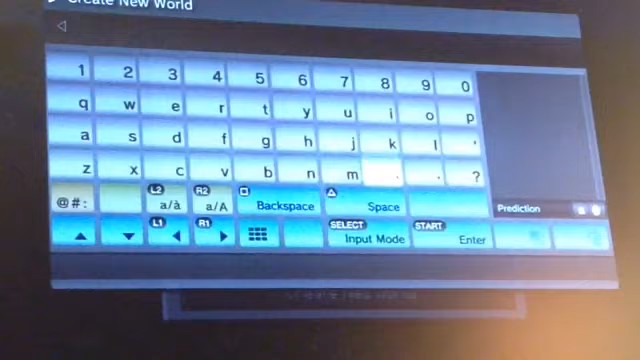 Create New World
1 2 3 4 5 6 7 8 9 0
q w e r t y u i o p
a s d f g h j k l '
z x c v b n m , . ?
@#: L2 a/à R2 a/A Backspace Space
Prediction
L1 R1 SELECT Input Mode START Enter